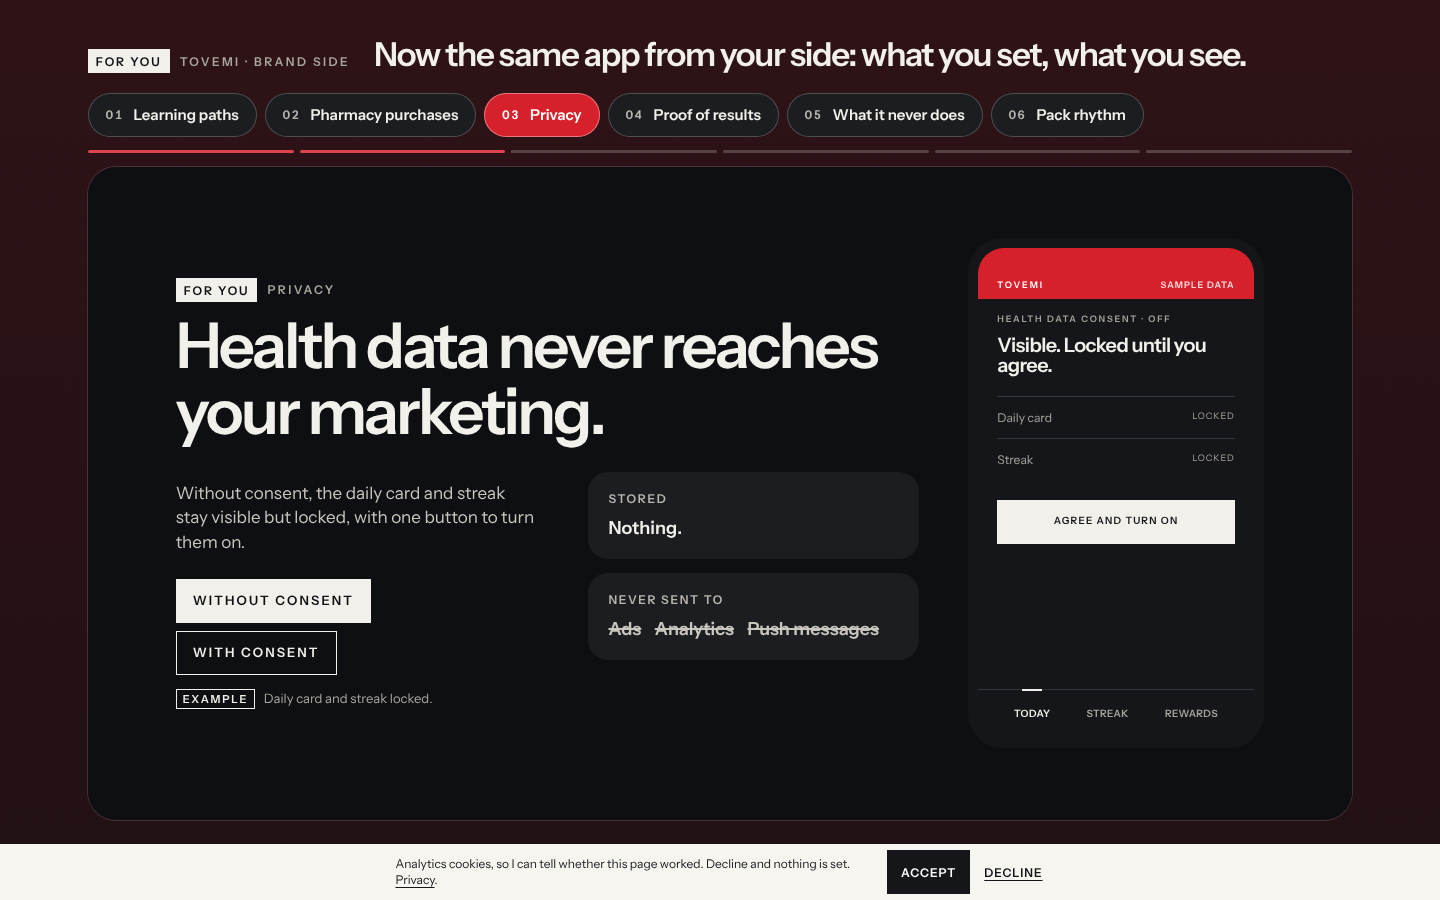 FOR YOU TOVEMI · BRAND SIDE Now the same app from your side: what you set, what you see.
01 Learning paths 02 Pharmacy purchases 03 Privacy 04 Proof of results 05 What it never does 06 Pack rhythm
FOR YOU PRIVACY
Health data never reaches
your marketing.
Without consent, the daily card and streak
stay visible but locked, with one button to turn
them on.
WITHOUT CONSENT
WITH CONSENT
EXAMPLE Daily card and streak locked.
STORED
Nothing.
NEVER SENT TO
Ads Analytics Push messages
TOVEMI SAMPLE DATA
HEALTH DATA CONSENT · OFF
Visible. Locked until you
agree.
Daily card LOCKED
Streak LOCKED
AGREE AND TURN ON
TODAY STREAK REWARDS
Analytics cookies, so I can tell whether this page worked. Decline and nothing is set.
Privacy.
ACCEPT DECLINE